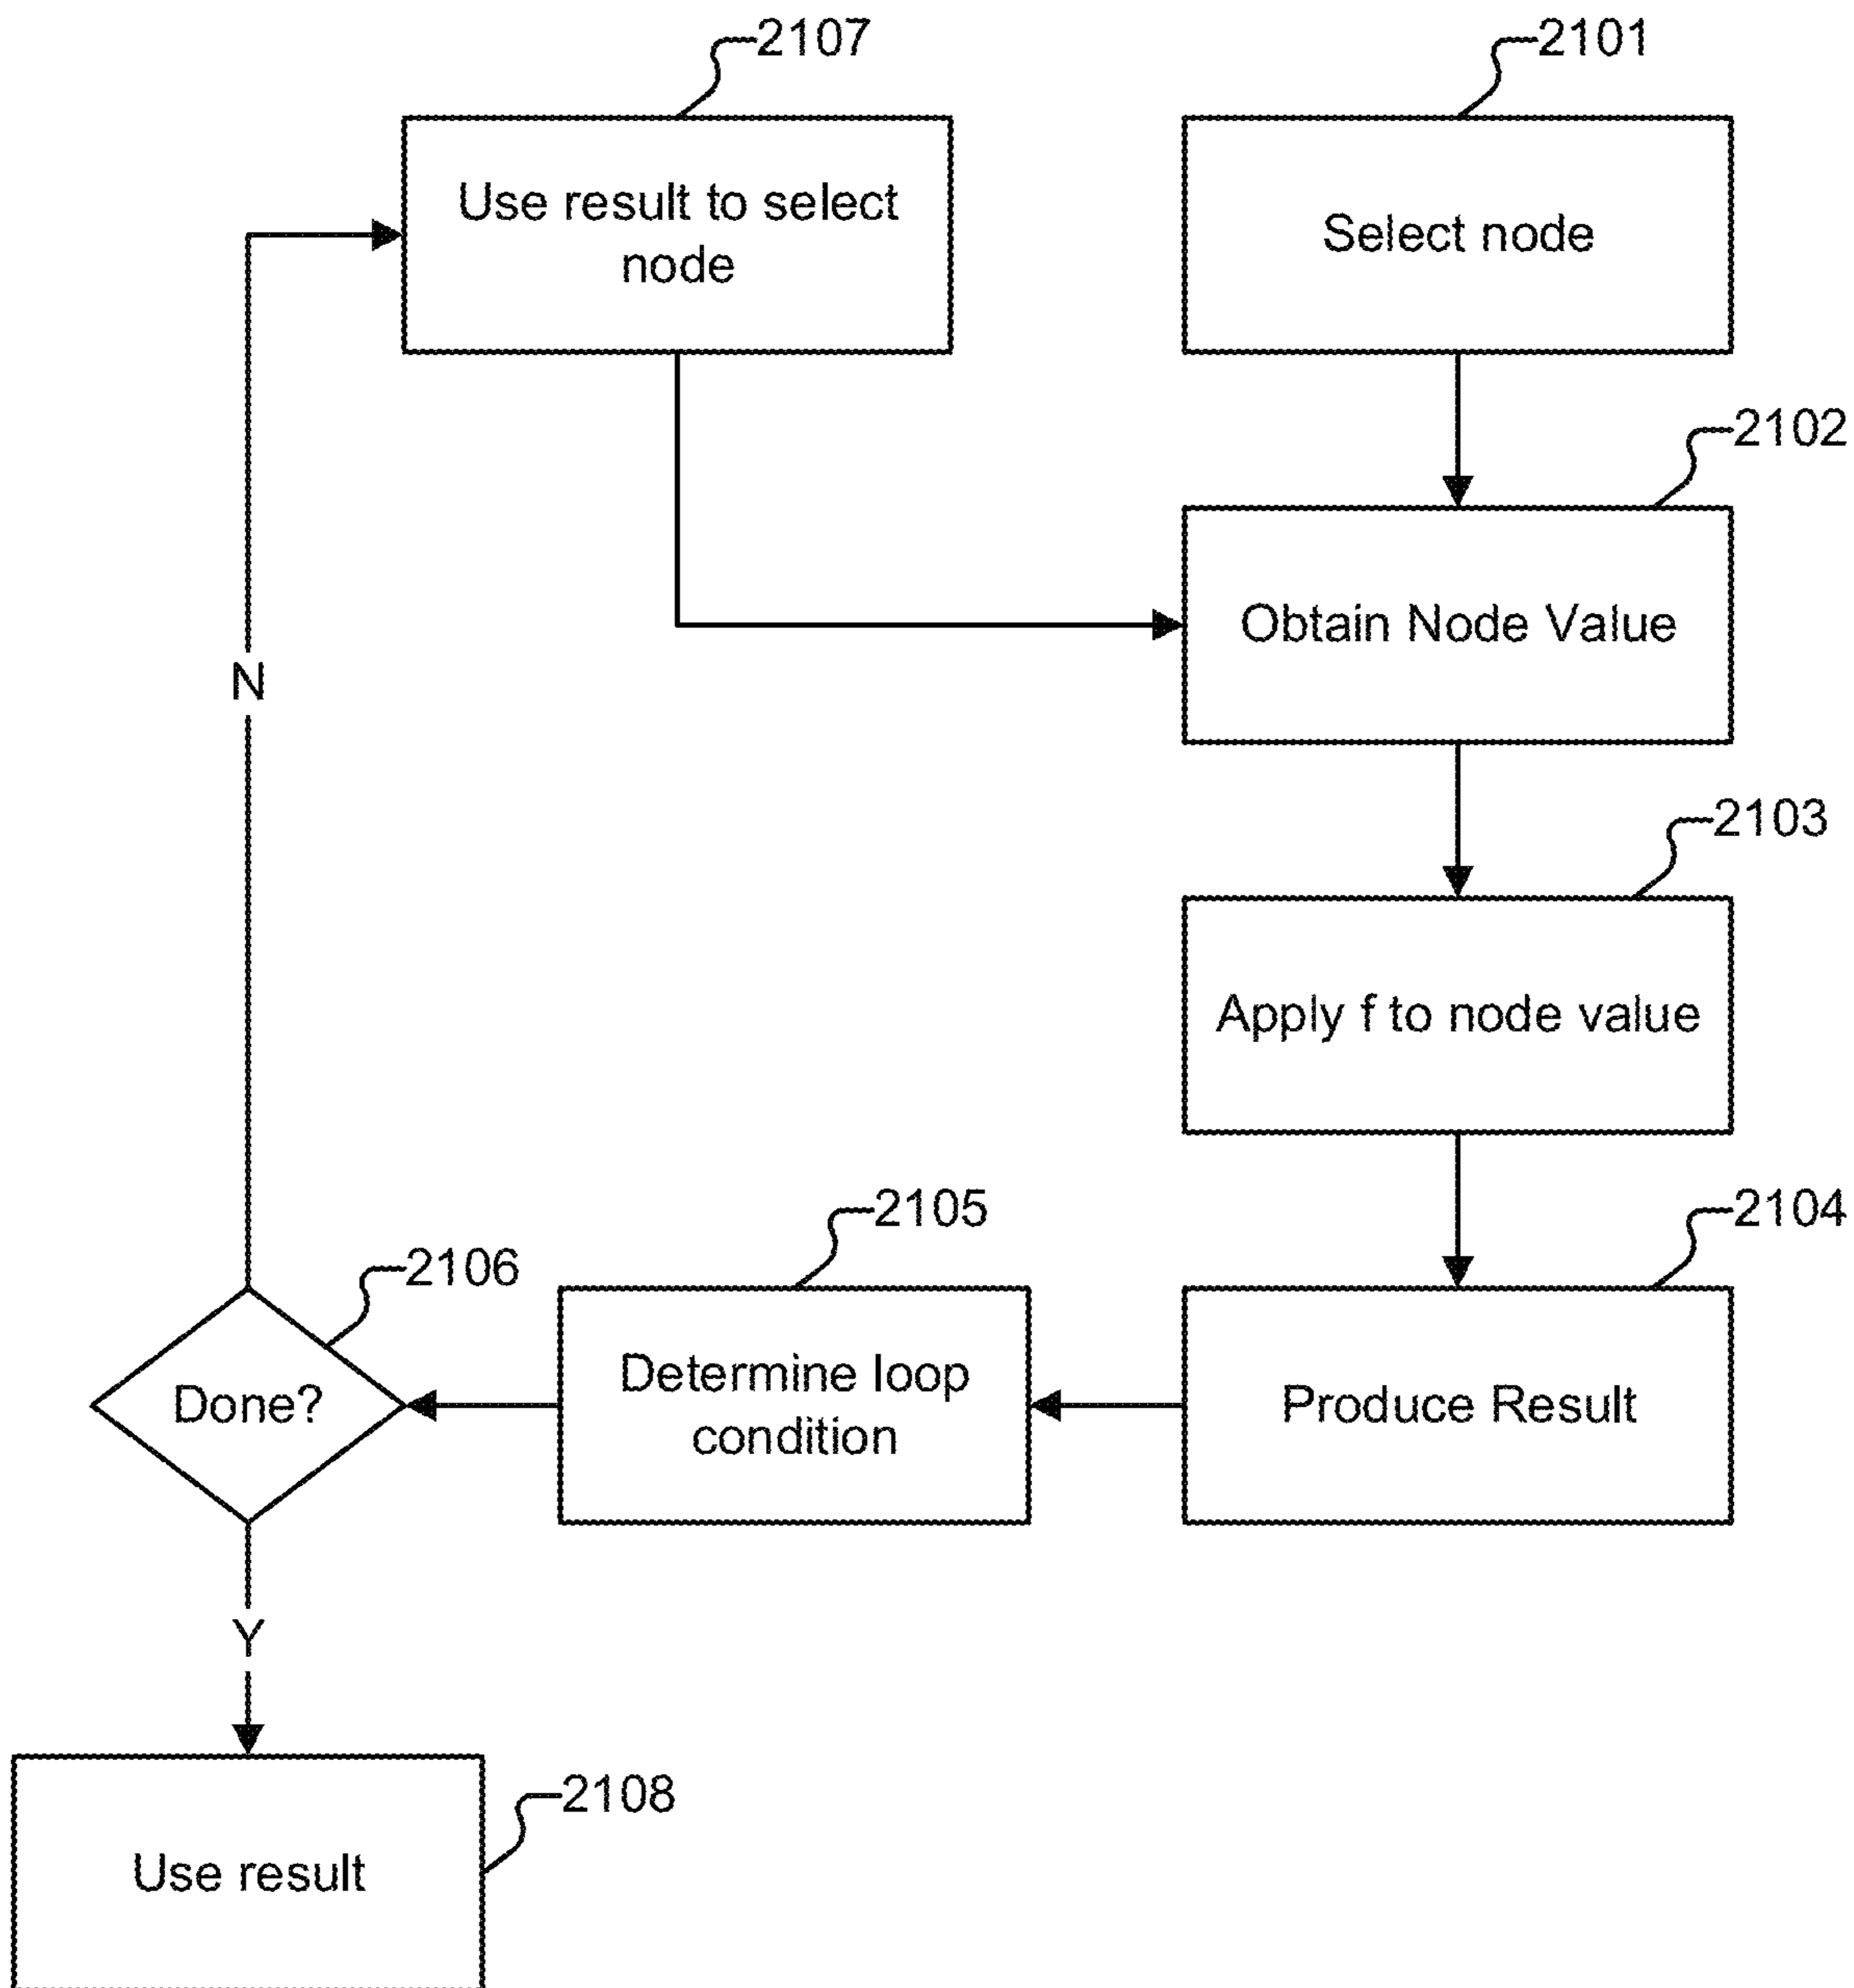 2107
2101
Use result to select
node
Select node
2102
Obtain Node Value
N
2103
Apply f to node value
2105
2104
2106
Determine loop
condition
Done?
Produce Result
Y
2108
Use result